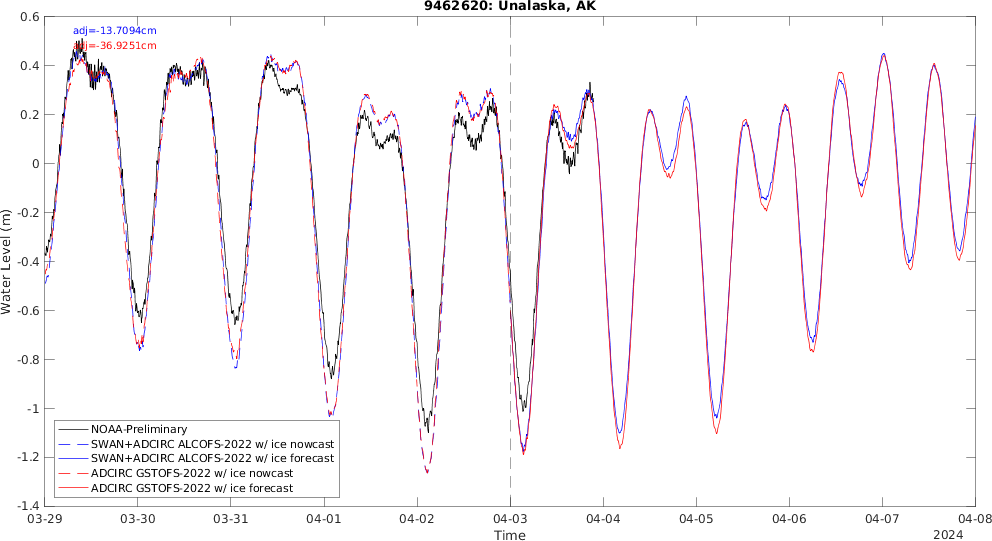 9462620: Unalaska, AK
adj=-13.7094cm
adj=-36.9251cm
0.6
0.4
0.2
0
-0.2
-0.4
-0.6
-0.8
-1
-1.2
-1.4
Water Level (m)
NOAA-Preliminary
SWAN+ADCIRC ALCOFS-2022 w/ ice nowcast
SWAN+ADCIRC ALCOFS-2022 w/ ice forecast
ADCIRC GSTOFS-2022 w/ ice nowcast
ADCIRC GSTOFS-2022 w/ ice forecast
03-29 03-30 03-31 04-01 04-02 04-03 04-04 04-05 04-06 04-07 04-08
Time
2024